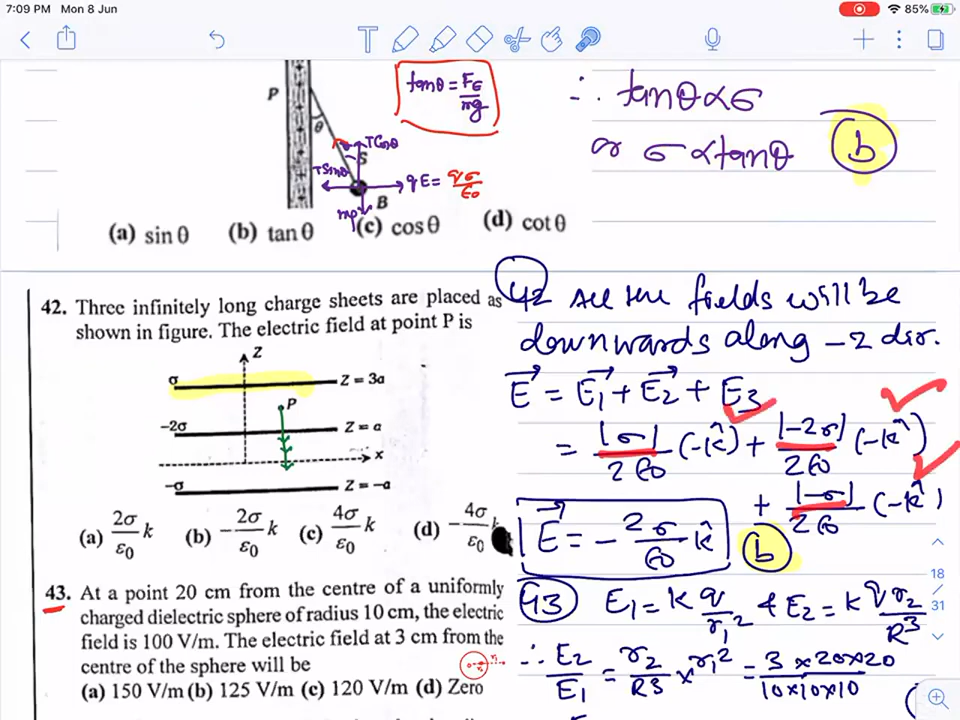 7:09 PM Mon 8 Jun
85%
P
θ
tanθ = FE/mg
TCosθ
TSinθ
qE = qσ/ε0
B
mg
∴ tanθ ∝ σ
or σ ∝ tanθ
b
(a) sin θ (b) tan θ (c) cos θ (d) cot θ
42. Three infinitely long charge sheets are placed as
shown in figure. The electric field at point P is
Z
σ
Z = 3a
P
-2σ
Z = a
x
-σ
Z = -a
(a) 2σ/ε0 k (b) -2σ/ε0 k (c) 4σ/ε0 k (d) -4σ/ε0 k
42 All the fields will be
downwards along -z dir.
E = E1 + E2 + E3
= |σ|/2ε0 (-k̂) + |-2σ|/2ε0 (-k̂)
+ |-σ|/2ε0 (-k̂)
E = - 2σ/ε0 k̂
b
43. At a point 20 cm from the centre of a uniformly
charged dielectric sphere of radius 10 cm, the electric
field is 100 V/m. The electric field at 3 cm from the
centre of the sphere will be
(a) 150 V/m (b) 125 V/m (c) 120 V/m (d) Zero
43 E1 = K q/r1² & E2 = K q r2/R³
∴ E2/E1 = r2/R3 × r1² = 3×20×20/10×10×10
18
31